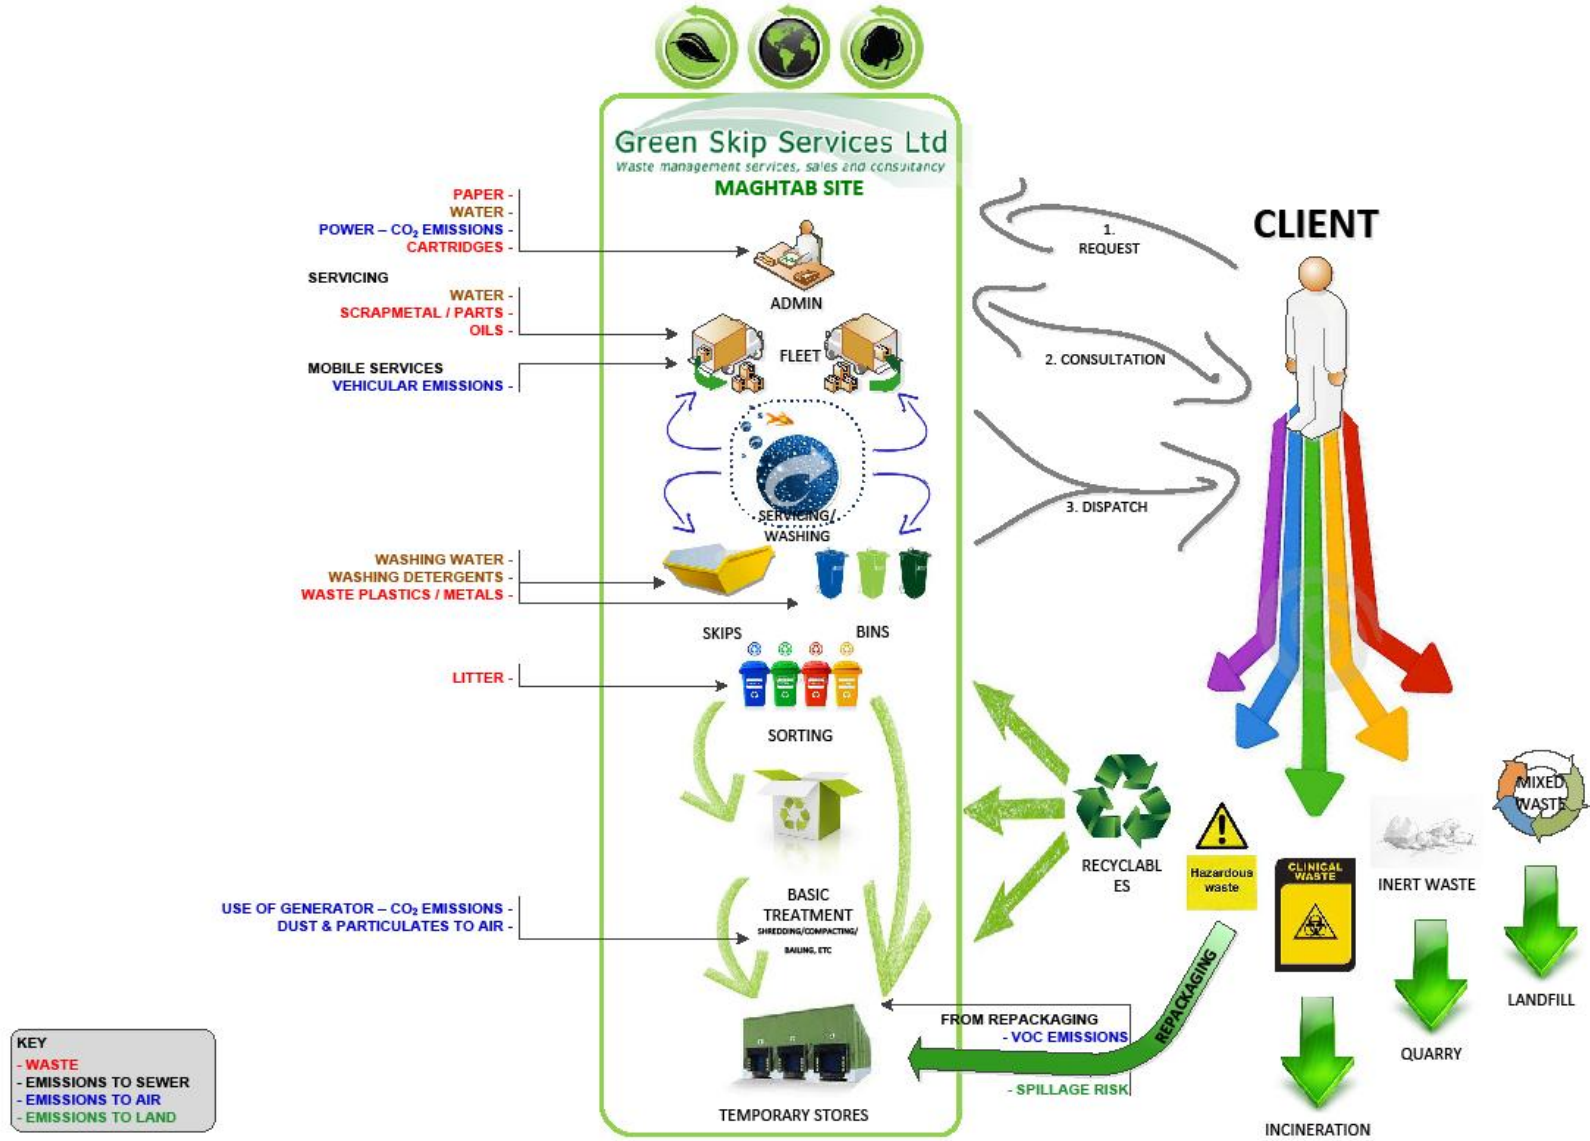 Green Skip Services Ltd
Waste management services, sales and consultancy
MAGHTAB SITE
PAPER -
WATER -
POWER – CO₂ EMISSIONS -
CARTRIDGES -
ADMIN
SERVICING
WATER -
SCRAPMETAL / PARTS -
OILS -
FLEET
MOBILE SERVICES
VEHICULAR EMISSIONS -
SERVICING/
WASHING
WASHING WATER -
WASHING DETERGENTS -
WASTE PLASTICS / METALS -
SKIPS
BINS
LITTER -
SORTING
BASIC
TREATMENT
SHREDDING/COMPACTING/
BAILING, ETC
USE OF GENERATOR – CO₂ EMISSIONS -
DUST & PARTICULATES TO AIR -
TEMPORARY STORES
FROM REPACKAGING
- VOC EMISSIONS
- SPILLAGE RISK
REPACKAGING
CLIENT
1.
REQUEST
2. CONSULTATION
3. DISPATCH
RECYCLABL
ES
Hazardous
waste
CLINICAL
WASTE
INERT WASTE
MIXED
WASTE
INCINERATION
QUARRY
LANDFILL
KEY
- WASTE
- EMISSIONS TO SEWER
- EMISSIONS TO AIR
- EMISSIONS TO LAND